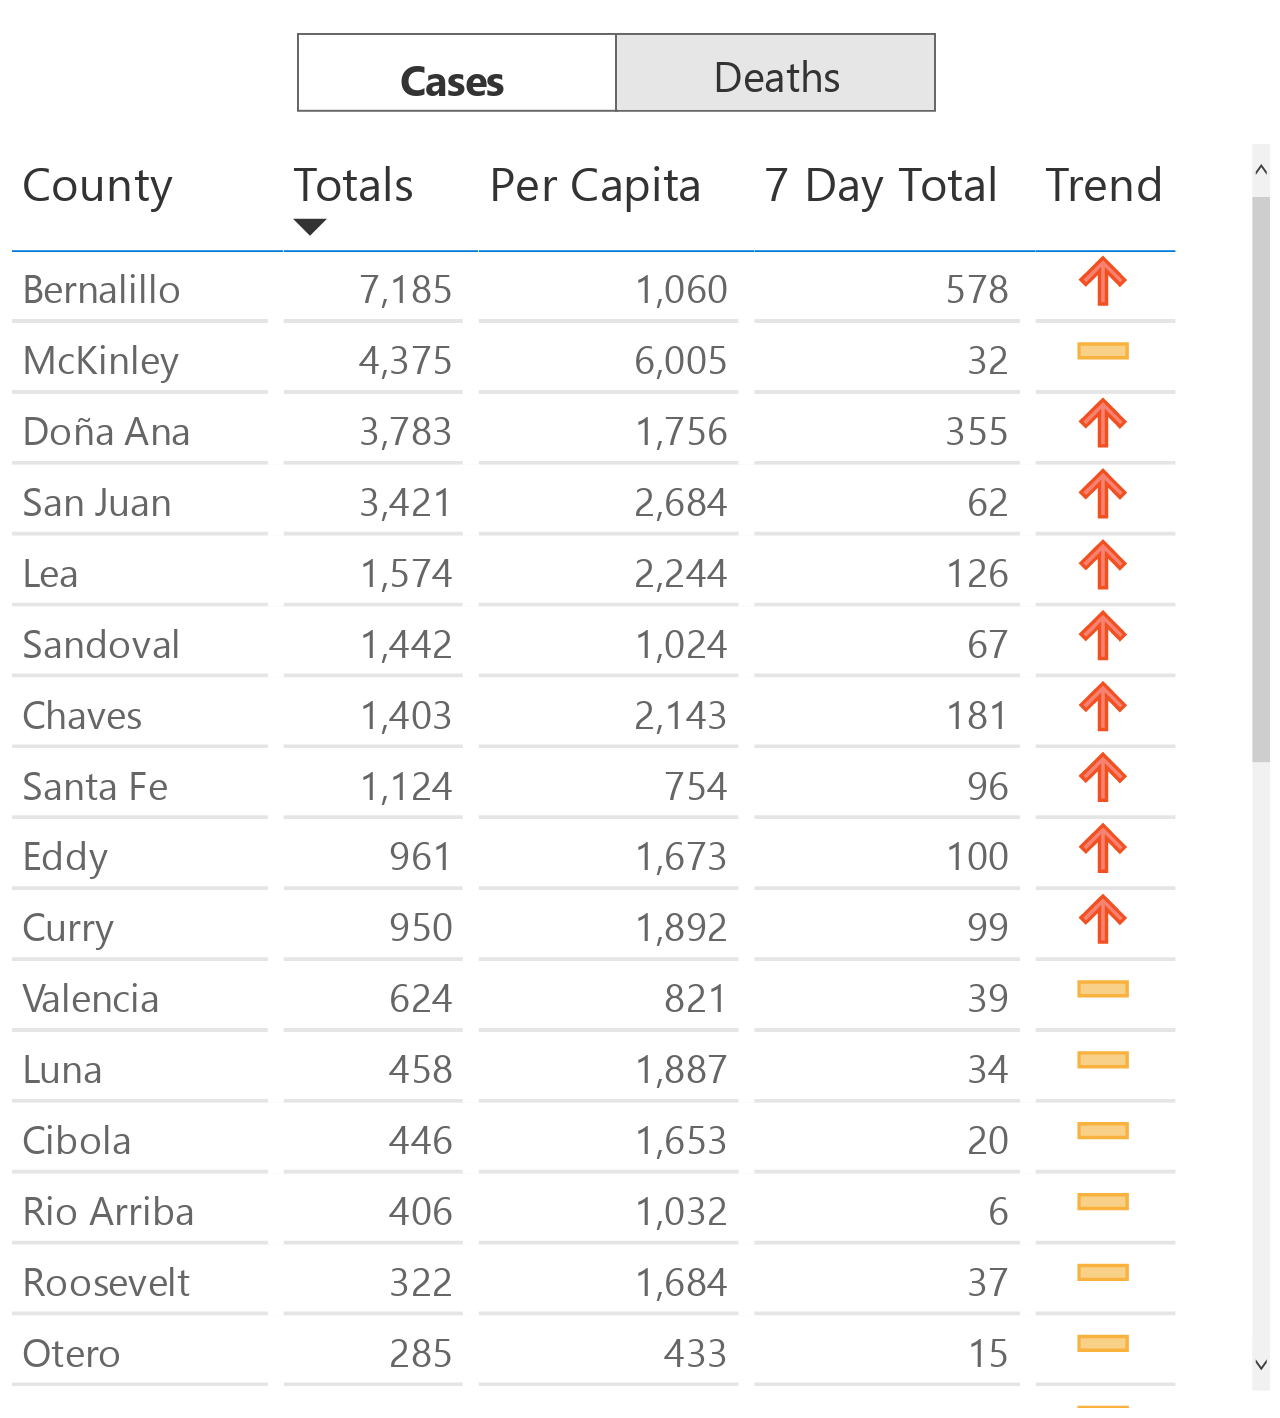 Cases Deaths
County Totals Per Capita 7 Day Total Trend
Bernalillo 7,185 1,060 578
McKinley 4,375 6,005 32
Doña Ana 3,783 1,756 355
San Juan 3,421 2,684 62
Lea 1,574 2,244 126
Sandoval 1,442 1,024 67
Chaves 1,403 2,143 181
Santa Fe 1,124 754 96
Eddy 961 1,673 100
Curry 950 1,892 99
Valencia 624 821 39
Luna 458 1,887 34
Cibola 446 1,653 20
Rio Arriba 406 1,032 6
Roosevelt 322 1,684 37
Otero 285 433 15